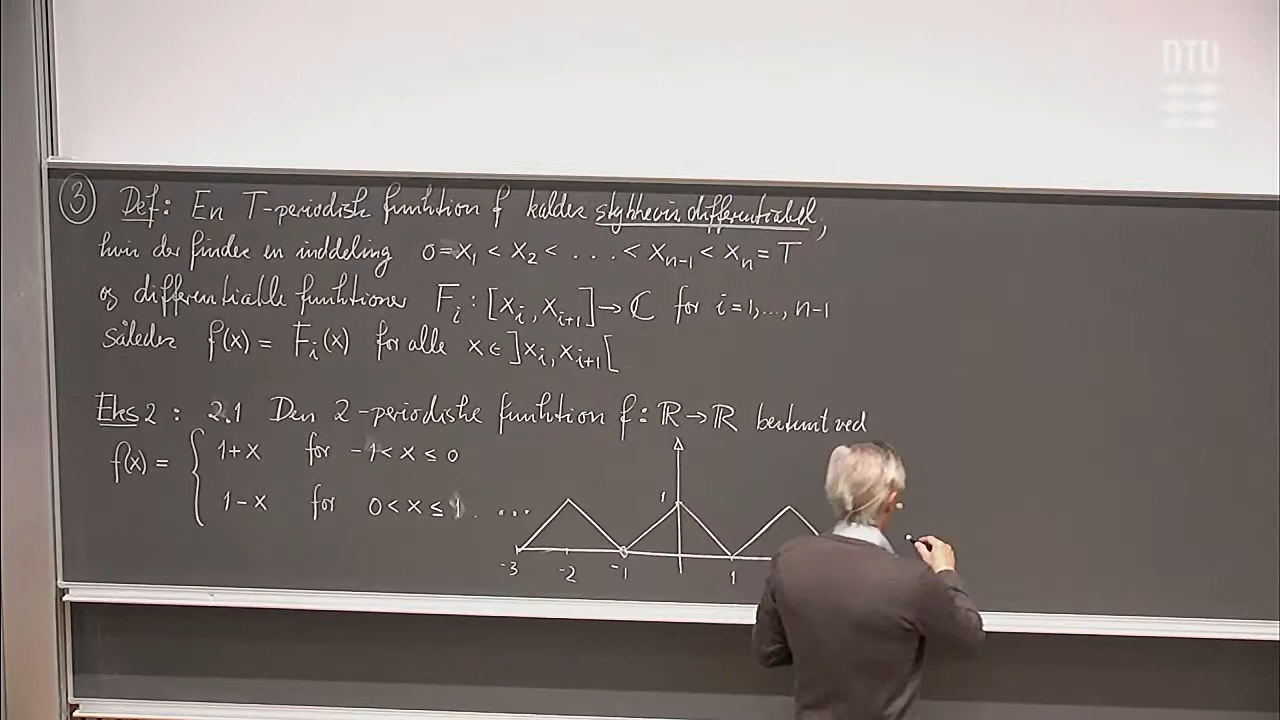 DTU
③ Def: En T-periodisk funktion f kaldes stykkevis differentiabel,
hvis der findes en inddeling 0 = x₁ < x₂ < . . . < xₙ₋₁ < xₙ = T
og differentiable funktioner Fᵢ : [xᵢ, xᵢ₊₁] → ℂ for i = 1, ..., n-1
således f(x) = Fᵢ(x) for alle x ∈ ]xᵢ, xᵢ₊₁[
Eks 2 : 2.1 Den 2-periodiske funktion f: ℝ → ℝ bestemt ved
f(x) = { 1+x for -1 < x ≤ 0
1-x for 0 < x ≤ 1 .
...
1
-3 -2 -1 1